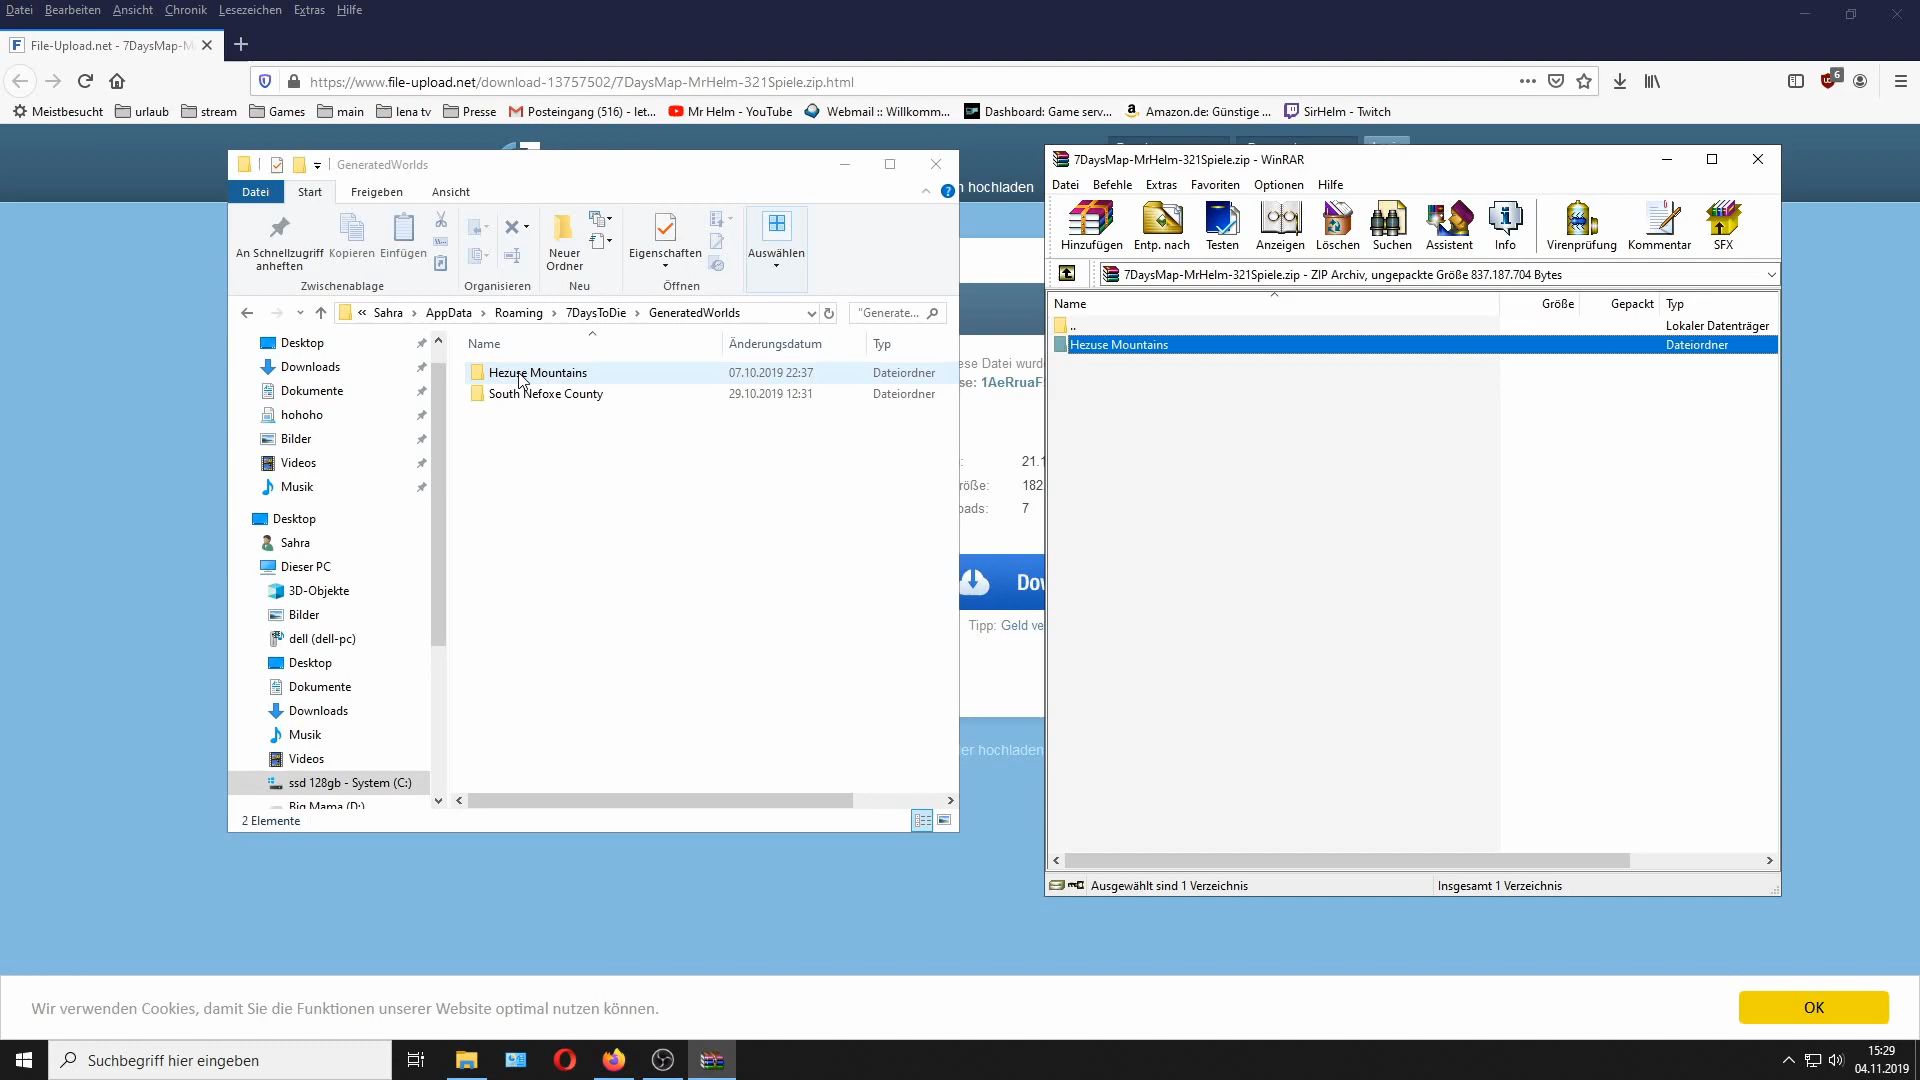 Datei Bearbeiten Ansicht Chronik Lesezeichen Extras Hilfe
File-Upload.net - 7DaysMap-M
https://www.file-upload.net/download-13757502/7DaysMap-MrHelm-321Spiele.zip.html
6
Meistbesucht urlaub stream Games main lena tv Presse Posteingang (516) - let... Mr Helm - YouTube Webmail :: Willkomm... Dashboard: Game serv... Amazon.de: Günstige ... SirHelm - Twitch
GeneratedWorlds
Datei Start Freigeben Ansicht
An Schnellzugriff anheften
Kopieren
Einfügen
Zwischenablage
Organisieren
Neuer Ordner
Neu
Eigenschaften
Öffnen
Auswählen
« Sahra › AppData › Roaming › 7DaysToDie › GeneratedWorlds
"Generate...
Name Änderungsdatum Typ
Hezuse Mountains 07.10.2019 22:37 Dateiordner
South Nefoxe County 29.10.2019 12:31 Dateiordner
Desktop
Downloads
Dokumente
hohoho
Bilder
Videos
Musik
Desktop
Sahra
Dieser PC
3D-Objekte
Bilder
dell (dell-pc)
Desktop
Dokumente
Downloads
Musik
Videos
ssd 128gb - System (C:)
Big Mama (D:)
2 Elemente
n hochladen
ese Datei wurd
se: 1AeRruaF
: 21.1
röße: 182
oads: 7
Dow
Tipp: Geld ve
er hochladen
7DaysMap-MrHelm-321Spiele.zip - WinRAR
Datei Befehle Extras Favoriten Optionen Hilfe
Hinzufügen Entp. nach Testen Anzeigen Löschen Suchen Assistent Info Virenprüfung Kommentar SFX
7DaysMap-MrHelm-321Spiele.zip - ZIP Archiv, ungepackte Größe 837.187.704 Bytes
Name Größe Gepackt Typ
.. Lokaler Datenträger
Hezuse Mountains Dateiordner
Ausgewählt sind 1 Verzeichnis
Insgesamt 1 Verzeichnis
Wir verwenden Cookies, damit Sie die Funktionen unserer Website optimal nutzen können.
OK
Suchbegriff hier eingeben
15:29
04.11.2019